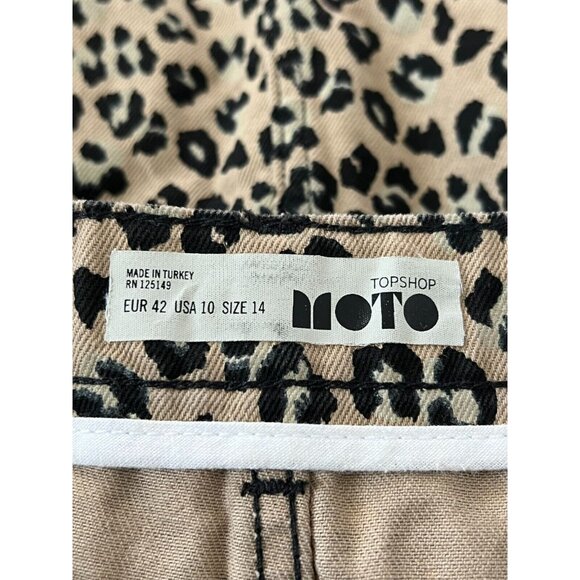 MADE IN TURKEY
RN 125149
EUR 42 USA 10 SIZE 14
TOPSHOP
MOTO